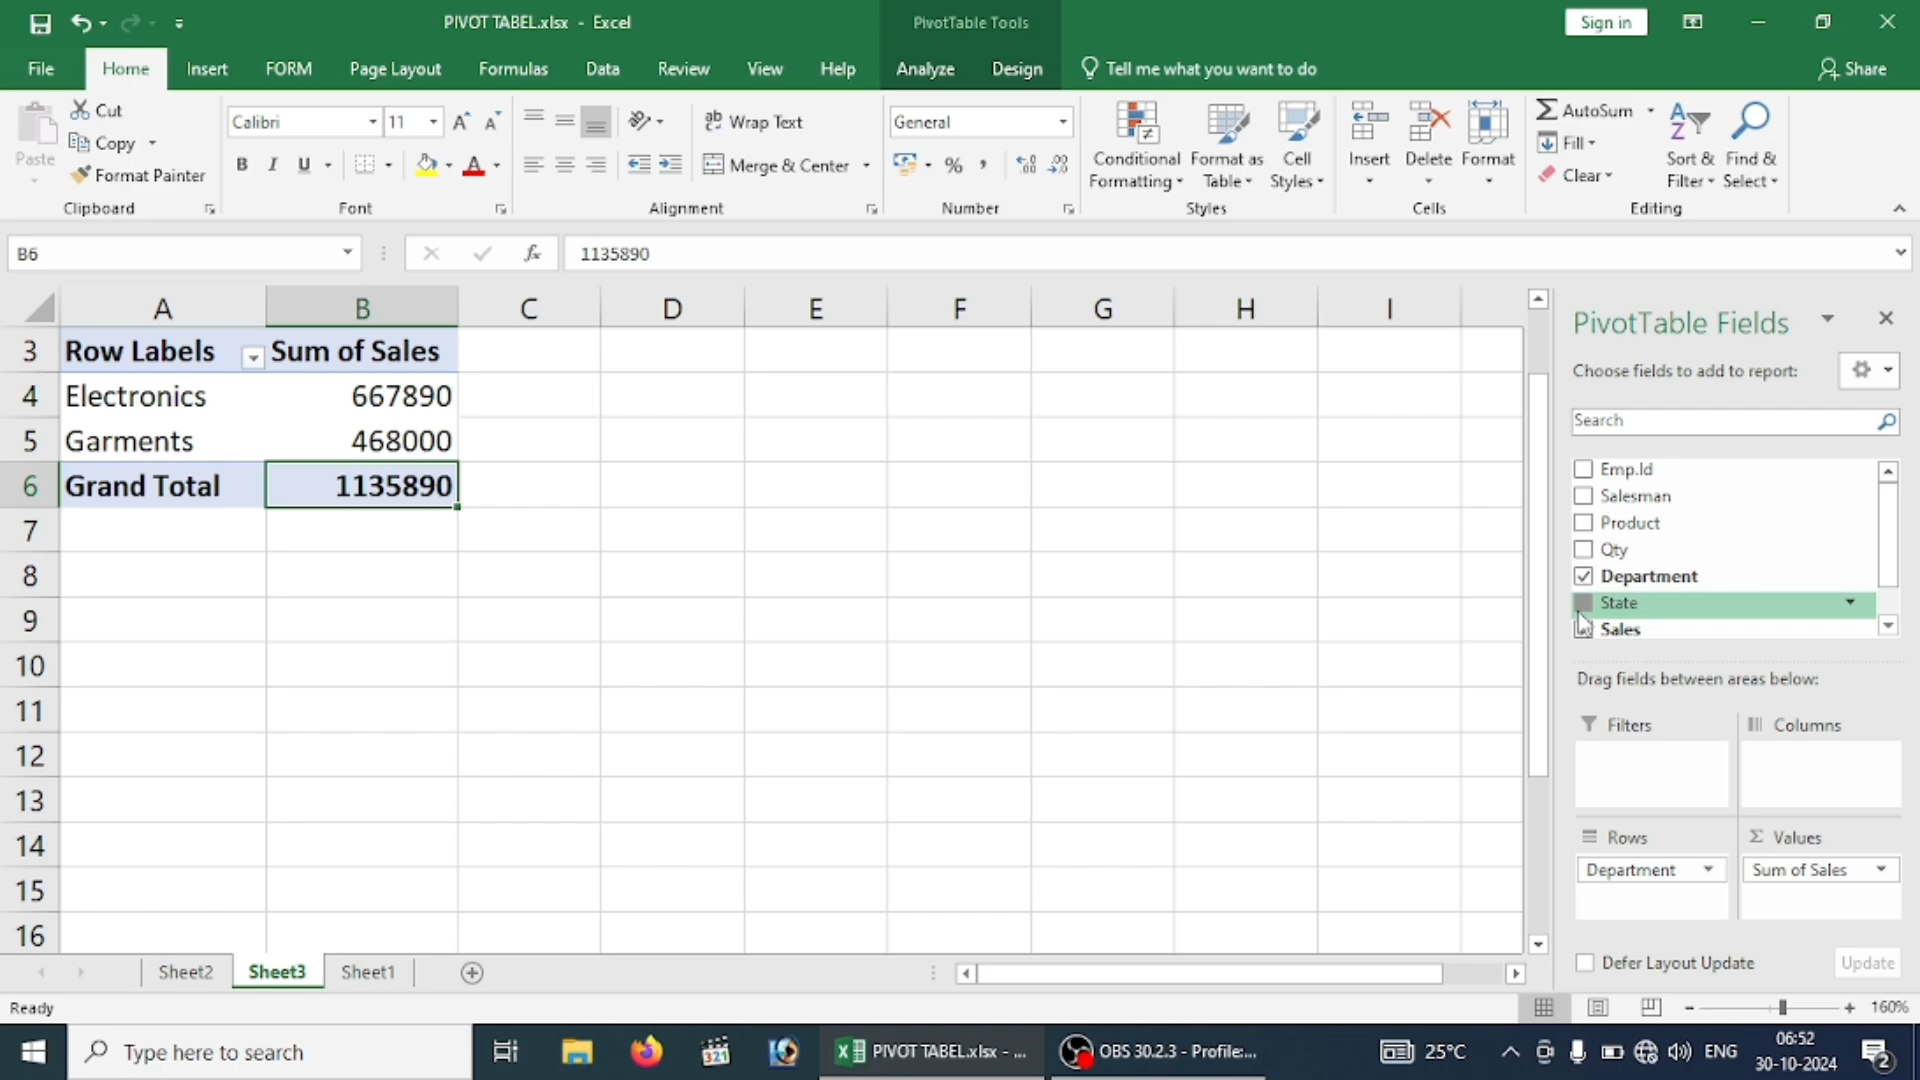 PIVOT TABEL.xlsx - Excel
PivotTable Tools
Sign in
File Home Insert FORM Page Layout Formulas Data Review View Help Analyze Design Tell me what you want to do Share
Paste
Cut
Copy
Format Painter
Clipboard
Calibri 11
B I U
Font
Wrap Text
Merge & Center
Alignment
General
%
Number
Conditional Formatting
Format as Table
Cell Styles
Styles
Insert Delete Format
Cells
AutoSum
Fill
Clear
Sort & Filter
Find & Select
Editing
B6 fx 1135890
A B C D E F G H I
3 Row Labels Sum of Sales
4 Electronics 667890
5 Garments 468000
6 Grand Total 1135890
7
8
9
10
11
12
13
14
15
16
PivotTable Fields
Choose fields to add to report:
Search
Emp.Id
Salesman
Product
Qty
Department
State
Sales
Drag fields between areas below:
Filters Columns
Rows Values
Department Sum of Sales
Defer Layout Update Update
Sheet2 Sheet3 Sheet1
Ready 160%
Type here to search
321
PIVOT TABEL.xlsx - ...
OBS 30.2.3 - Profile:...
25°C
ENG
06:52
30-10-2024
2